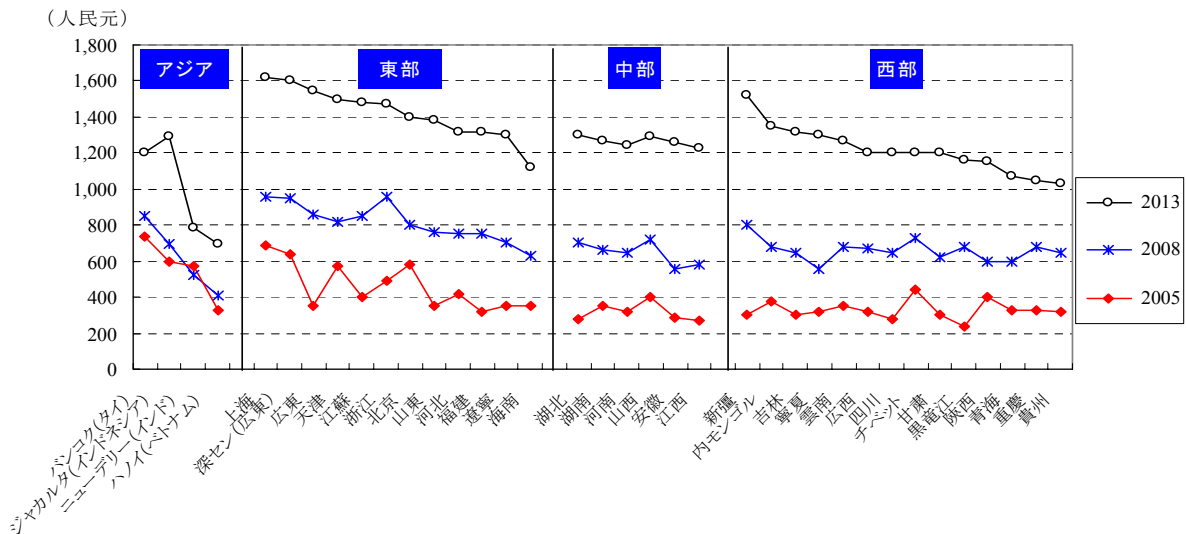 （人民元）
1,800
1,600
1,400
1,200
1,000
800
600
400
200
0
アジア
東部
中部
西部
2013
2008
2005
バンコク(タイ)
ジャカルタ(インドネシア)
ニューデリー(インド)
ハノイ(ベトナム)
上海
深セン(広東)
広東
天津
江蘇
浙江
北京
山東
河北
福建
遼寧
海南
湖北
湖南
河南
山西
安徽
江西
新疆
内モンゴル
吉林
寧夏
雲南
広西
四川
チベット
甘粛
黒竜江
陝西
青海
重慶
貴州